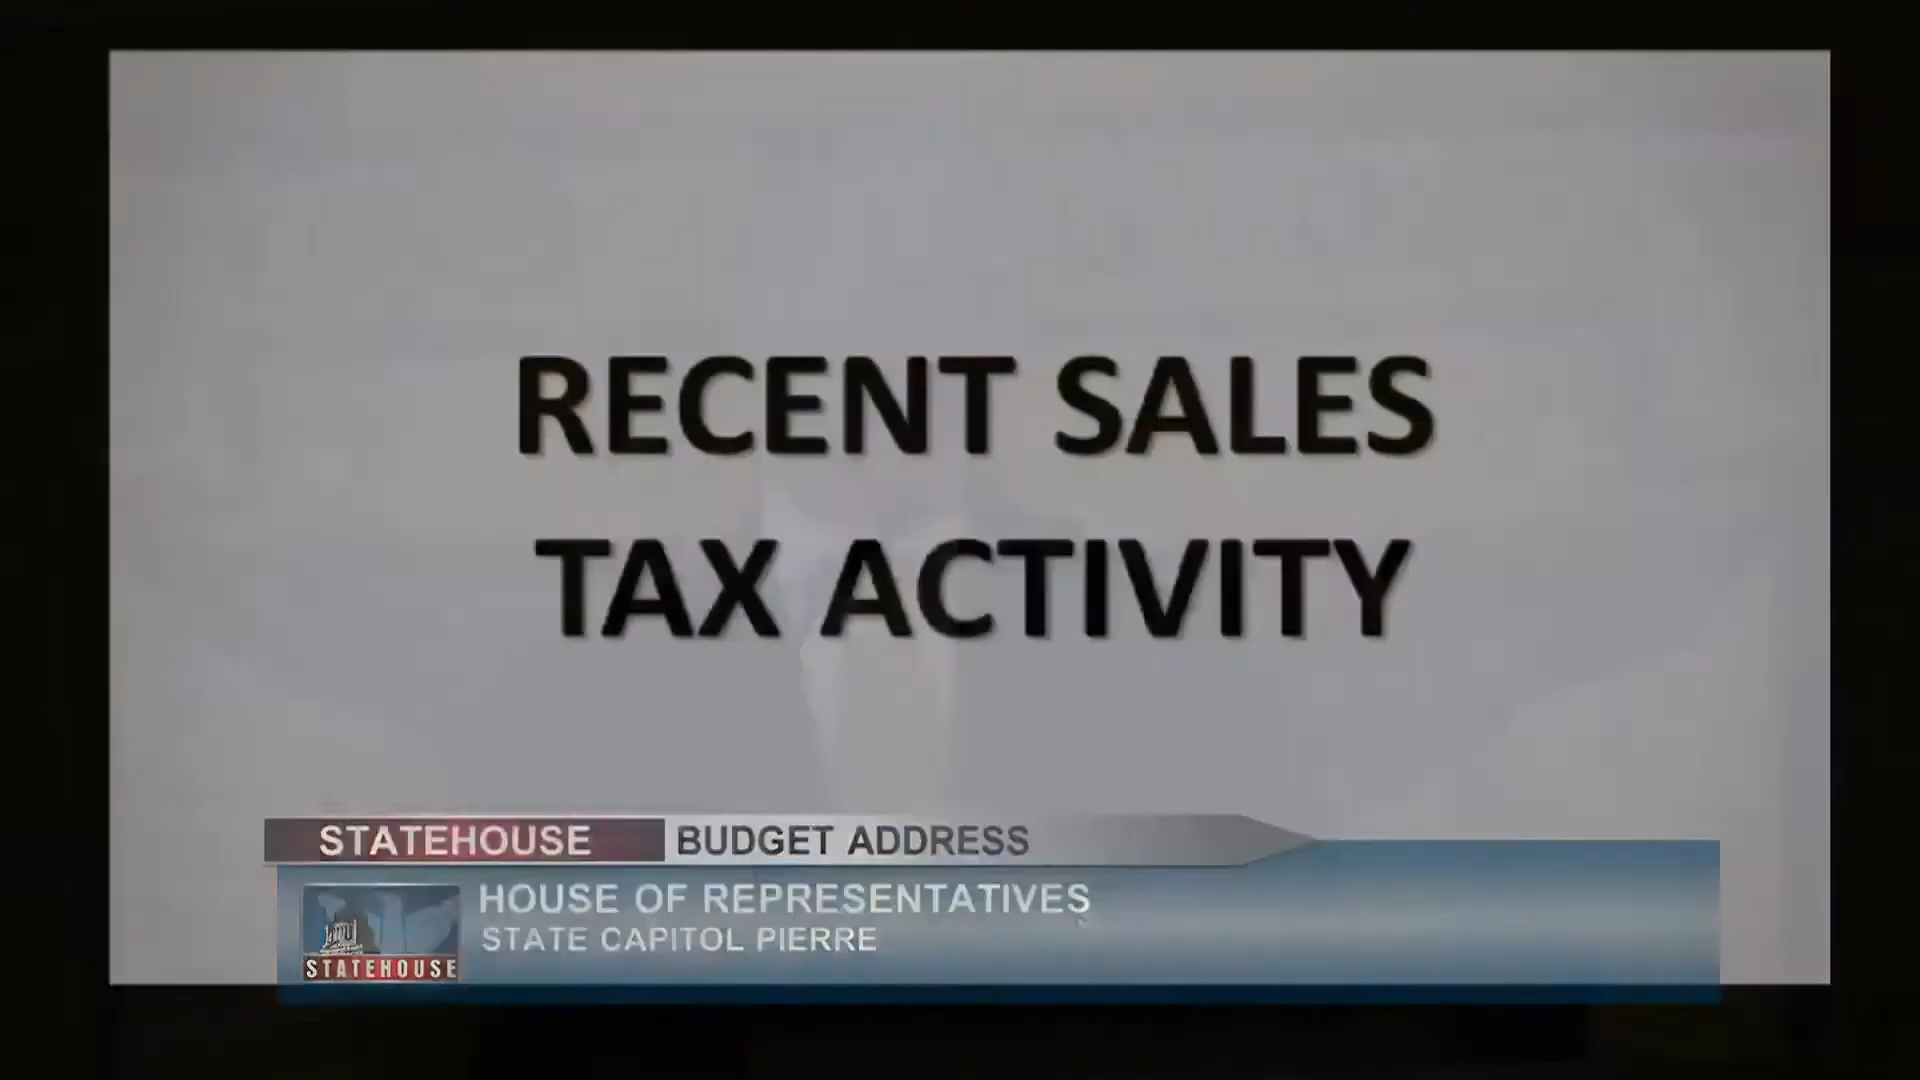 RECENT SALES
TAX ACTIVITY
STATEHOUSE BUDGET ADDRESS
HOUSE OF REPRESENTATIVES
STATE CAPITOL PIERRE
STATEHOUSE